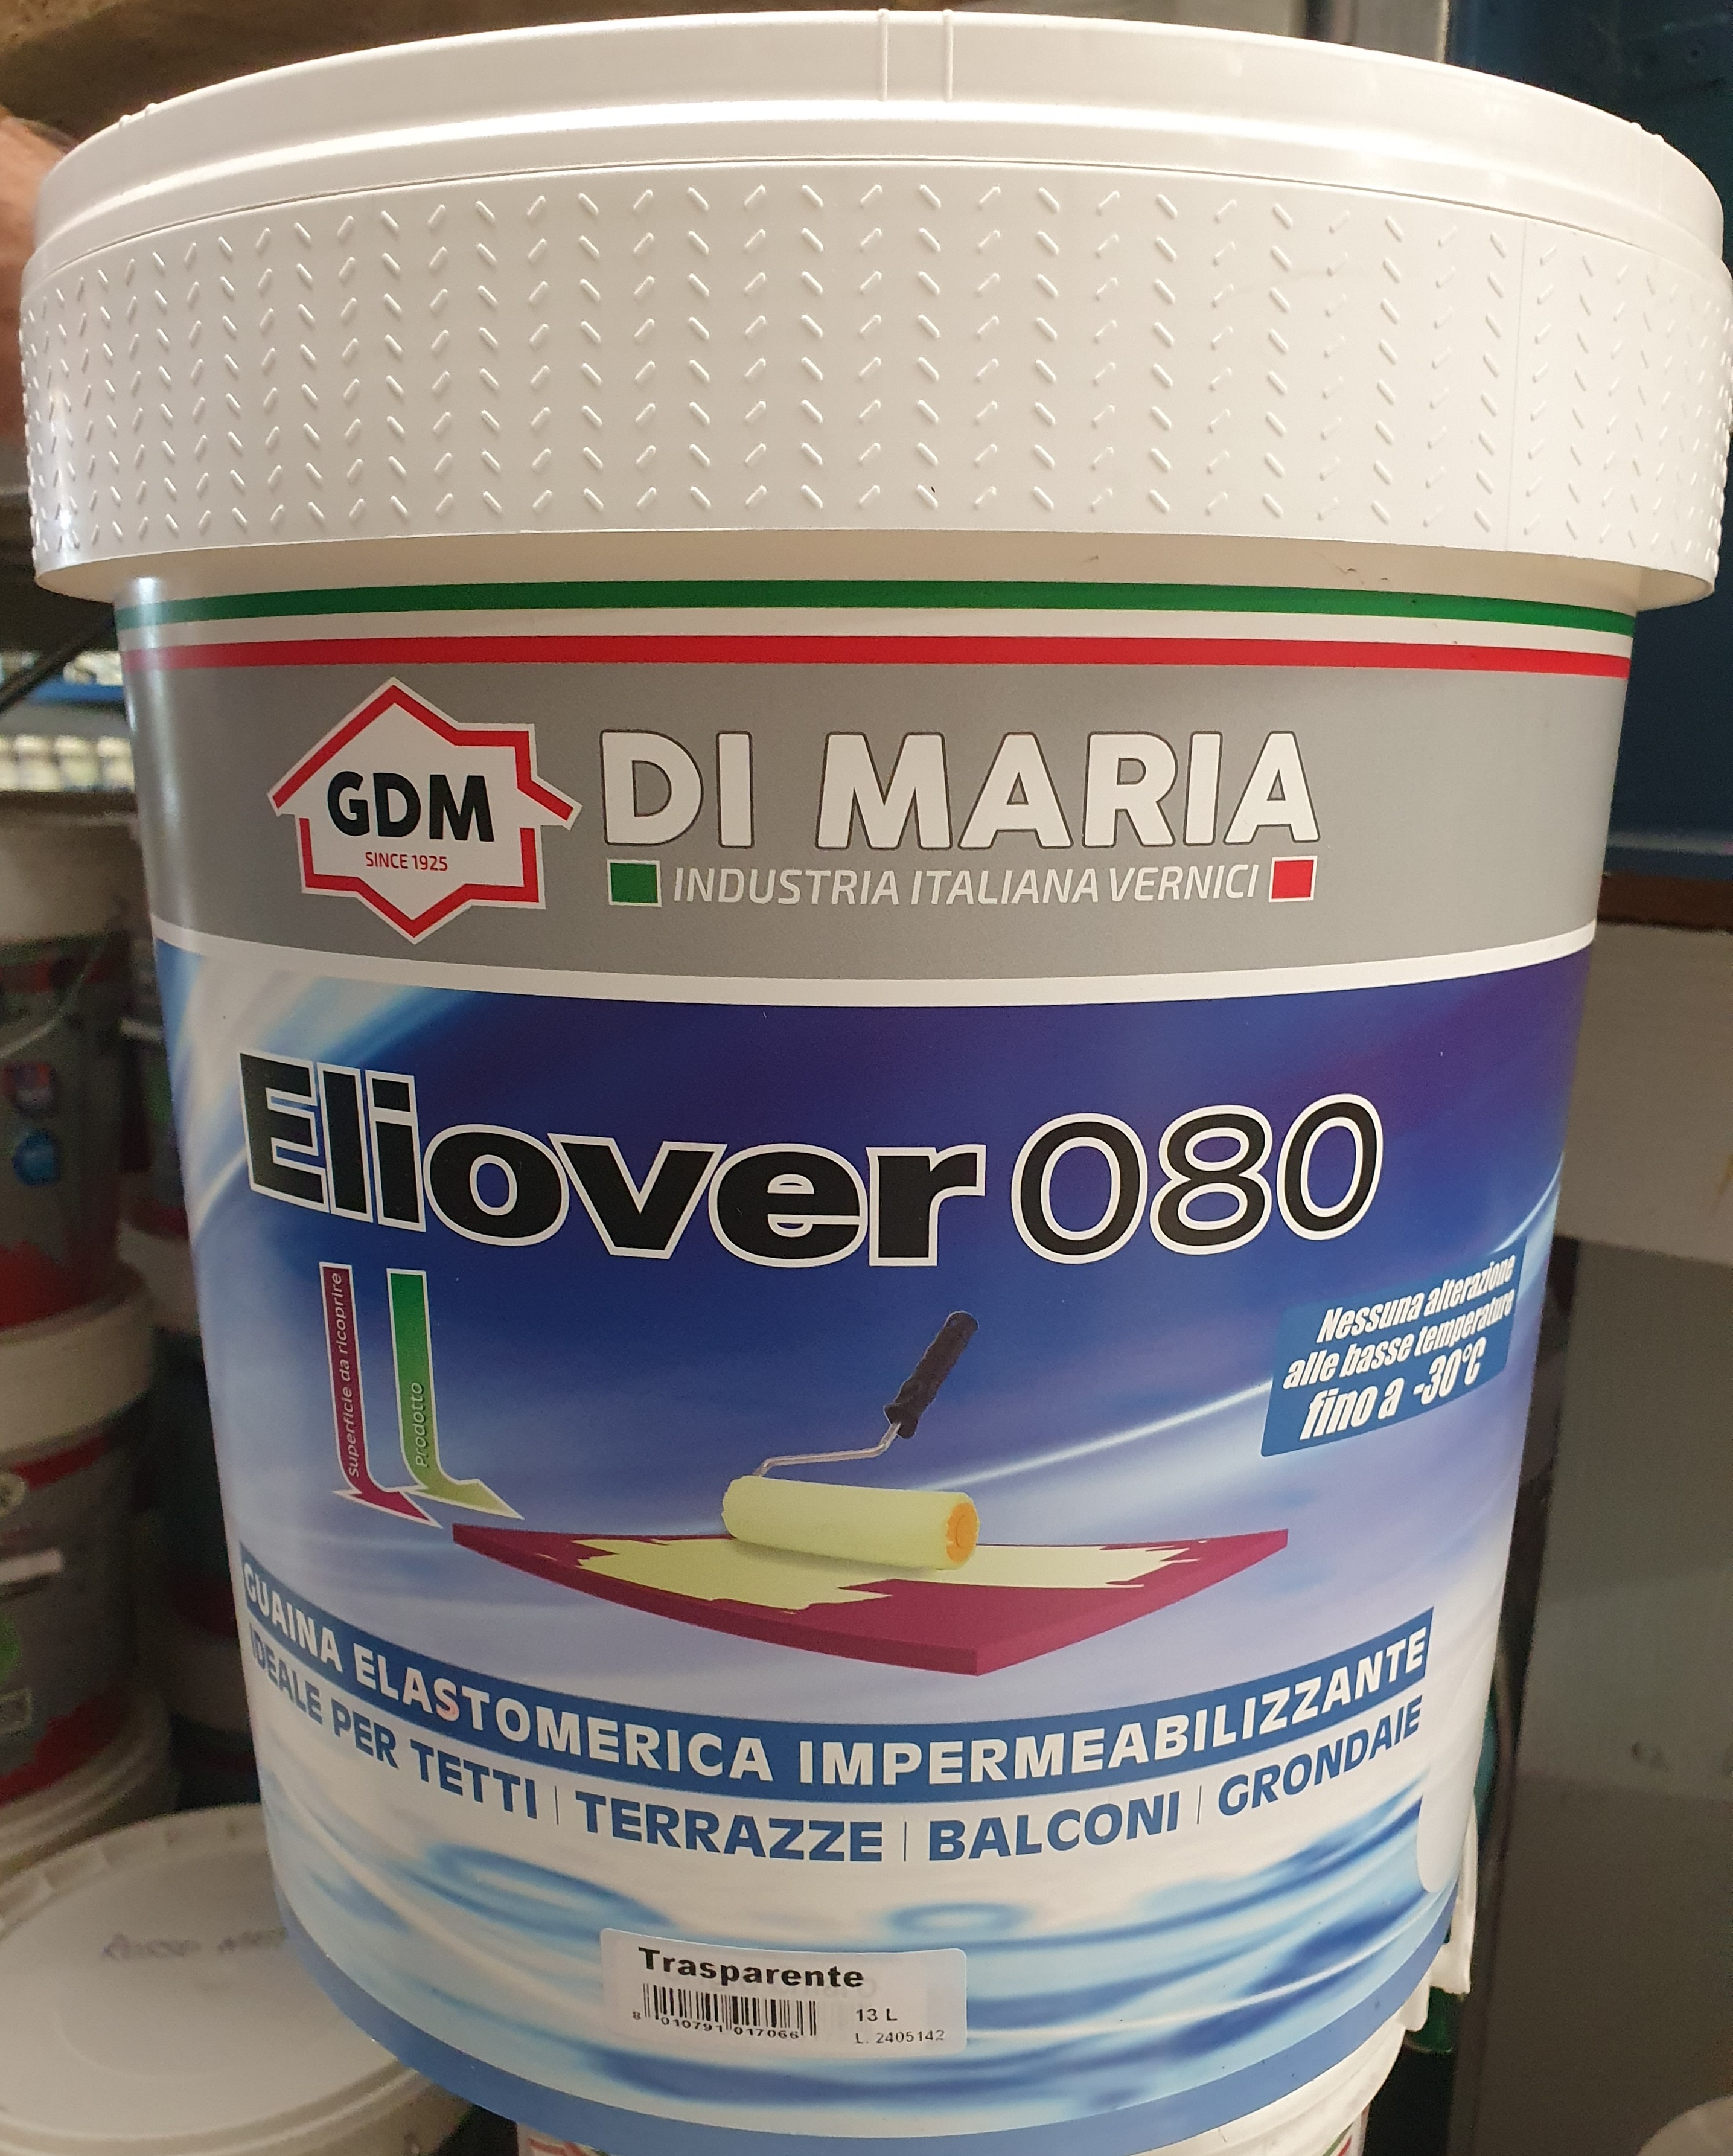 GDM
SINCE 1925
DI MARIA
INDUSTRIA ITALIANA VERNICI
Eliover 080
superficie da ricoprire
Prodotto
Nessuna alterazione
alle basse temperature
fino a -30°C
GUAINA ELASTOMERICA IMPERMEABILIZZANTE
IDEALE PER TETTI | TERRAZZE | BALCONI | GRONDAIE
Trasparente
8 010791 017066
13 L
L. 2405142